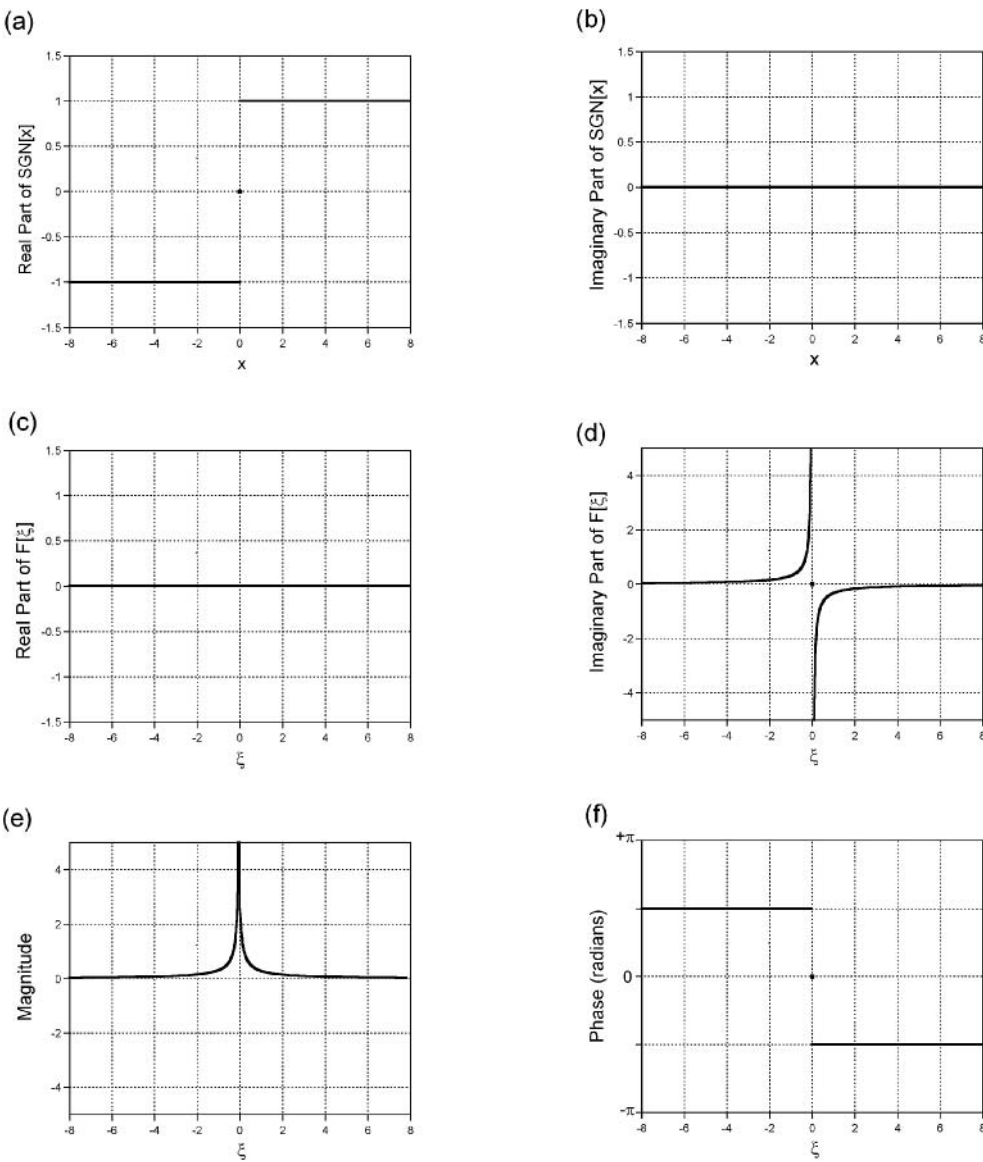 (a)
Real Part of SGN[x]
1.5
1
0.5
0
-0.5
-1
-1.5
-8 -6 -4 -2 0 2 4 6 8
x
(b)
Imaginary Part of SGN[x]
1.5
1
0.5
0
-0.5
-1
-1.5
-8 -6 -4 -2 0 2 4 6 8
x
(c)
Real Part of F[ξ]
1.5
1
0.5
0
-0.5
-1
-1.5
-8 -6 -4 -2 0 2 4 6 8
ξ
(d)
Imaginary Part of F[ξ]
4
2
0
-2
-4
-8 -6 -4 -2 0 2 4 6 8
ξ
(e)
Magnitude
4
2
0
-2
-4
-8 -6 -4 -2 0 2 4 6 8
ξ
(f)
Phase (radians)
+π
0
-π
-8 -6 -4 -2 0 2 4 6 8
ξ